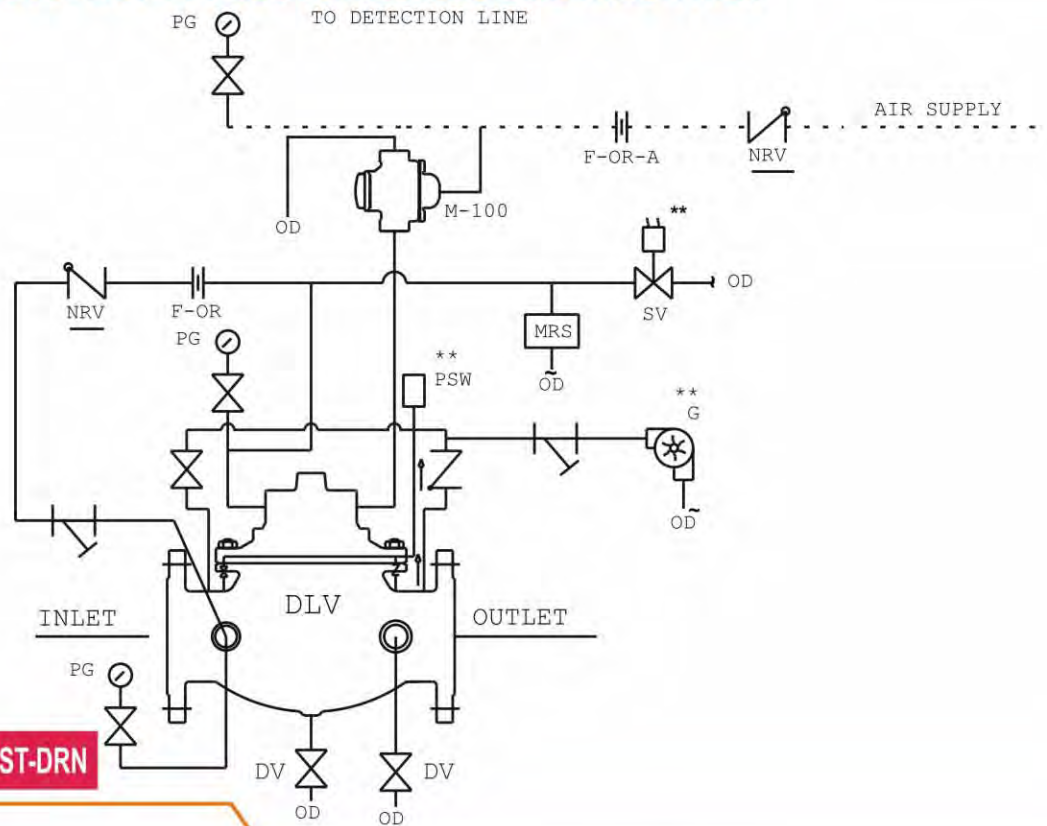 PG
TO DETECTION LINE
AIR SUPPLY
F-OR-A
NRV
M-100
OD
**
SV
OD
NRV
F-OR
PG
MRS
OD
**
PSW
**
G
OD
DLV
INLET
OUTLET
PG
ST-DRN
DV
OD
DV
OD